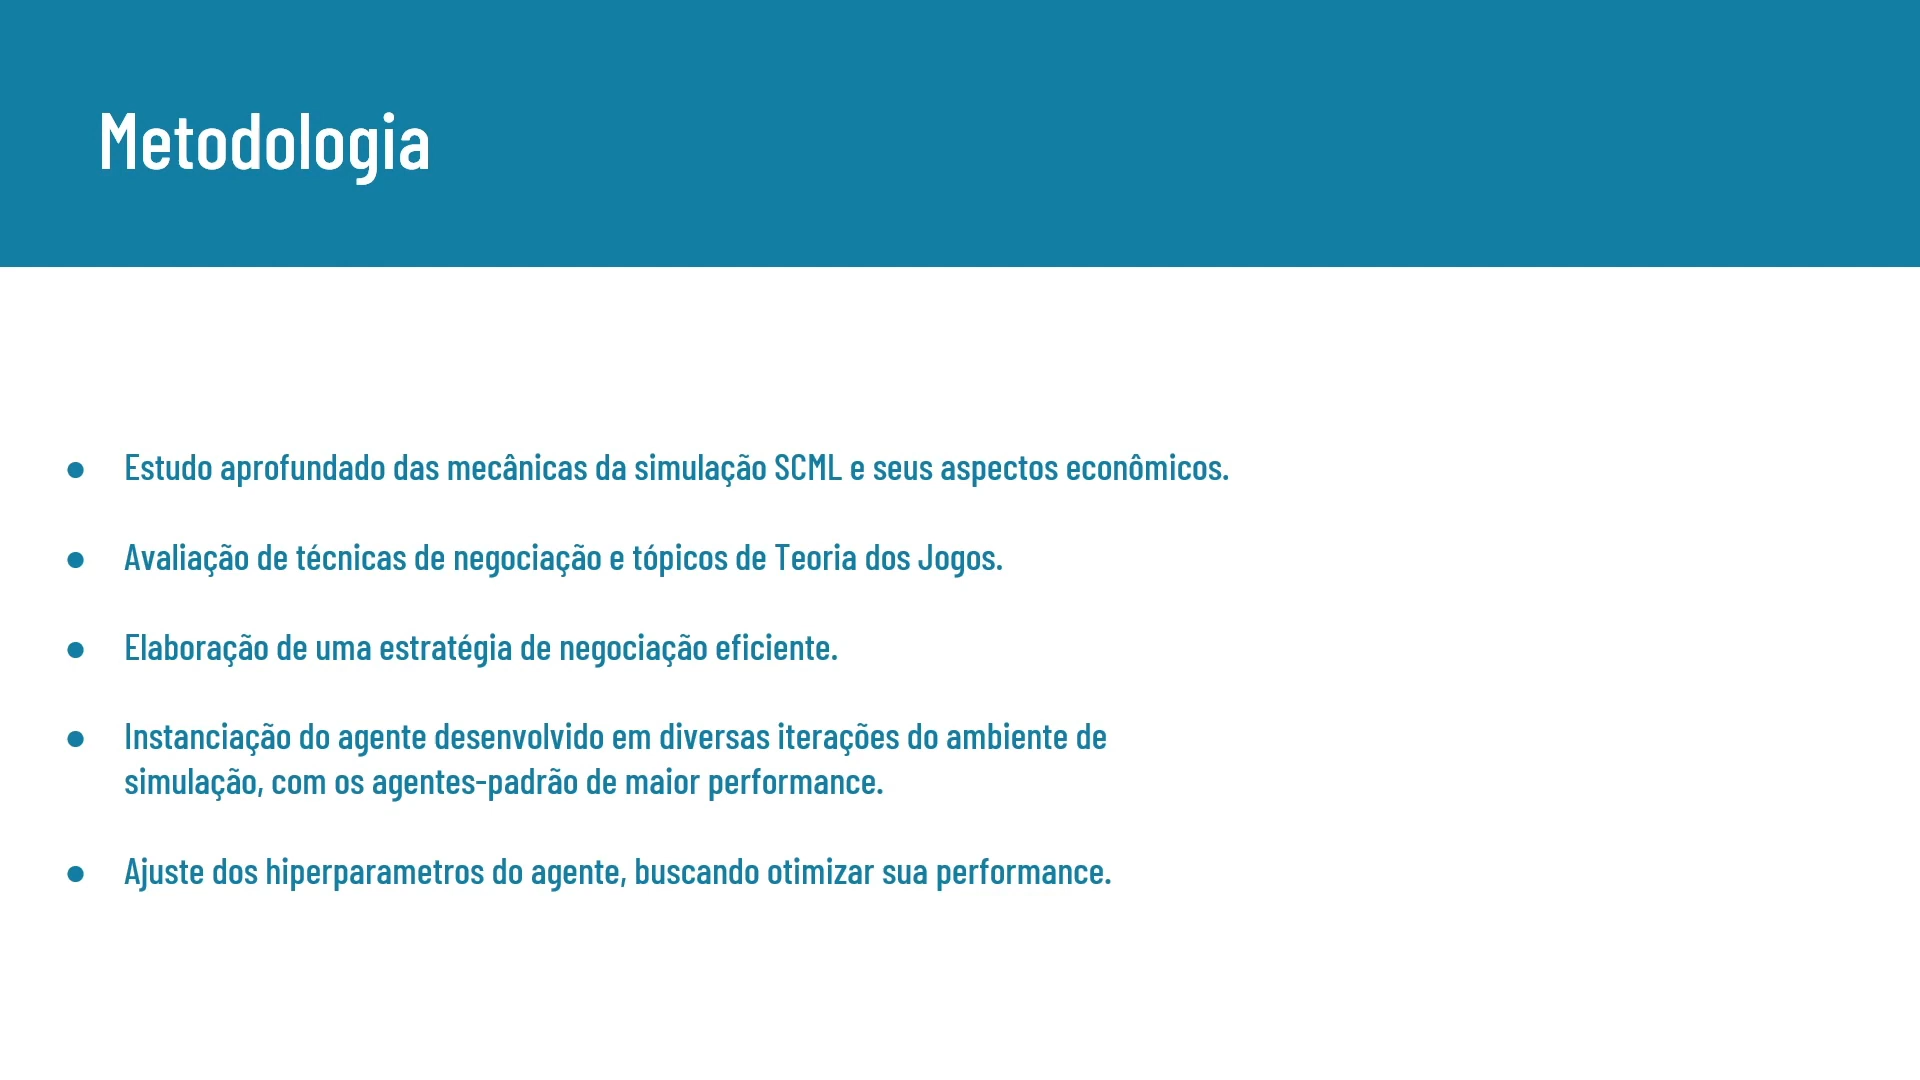 Metodologia
● Estudo aprofundado das mecânicas da simulação SCML e seus aspectos econômicos.
● Avaliação de técnicas de negociação e tópicos de Teoria dos Jogos.
● Elaboração de uma estratégia de negociação eficiente.
● Instanciação do agente desenvolvido em diversas iterações do ambiente de
simulação, com os agentes-padrão de maior performance.
● Ajuste dos hiperparametros do agente, buscando otimizar sua performance.